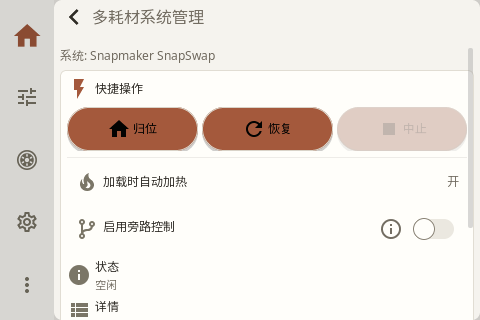 多耗材系统管理
系统: Snapmaker SnapSwap
快捷操作
归位 恢复 中止
加载时自动加热 开
启用旁路控制
状态
空闲
详情